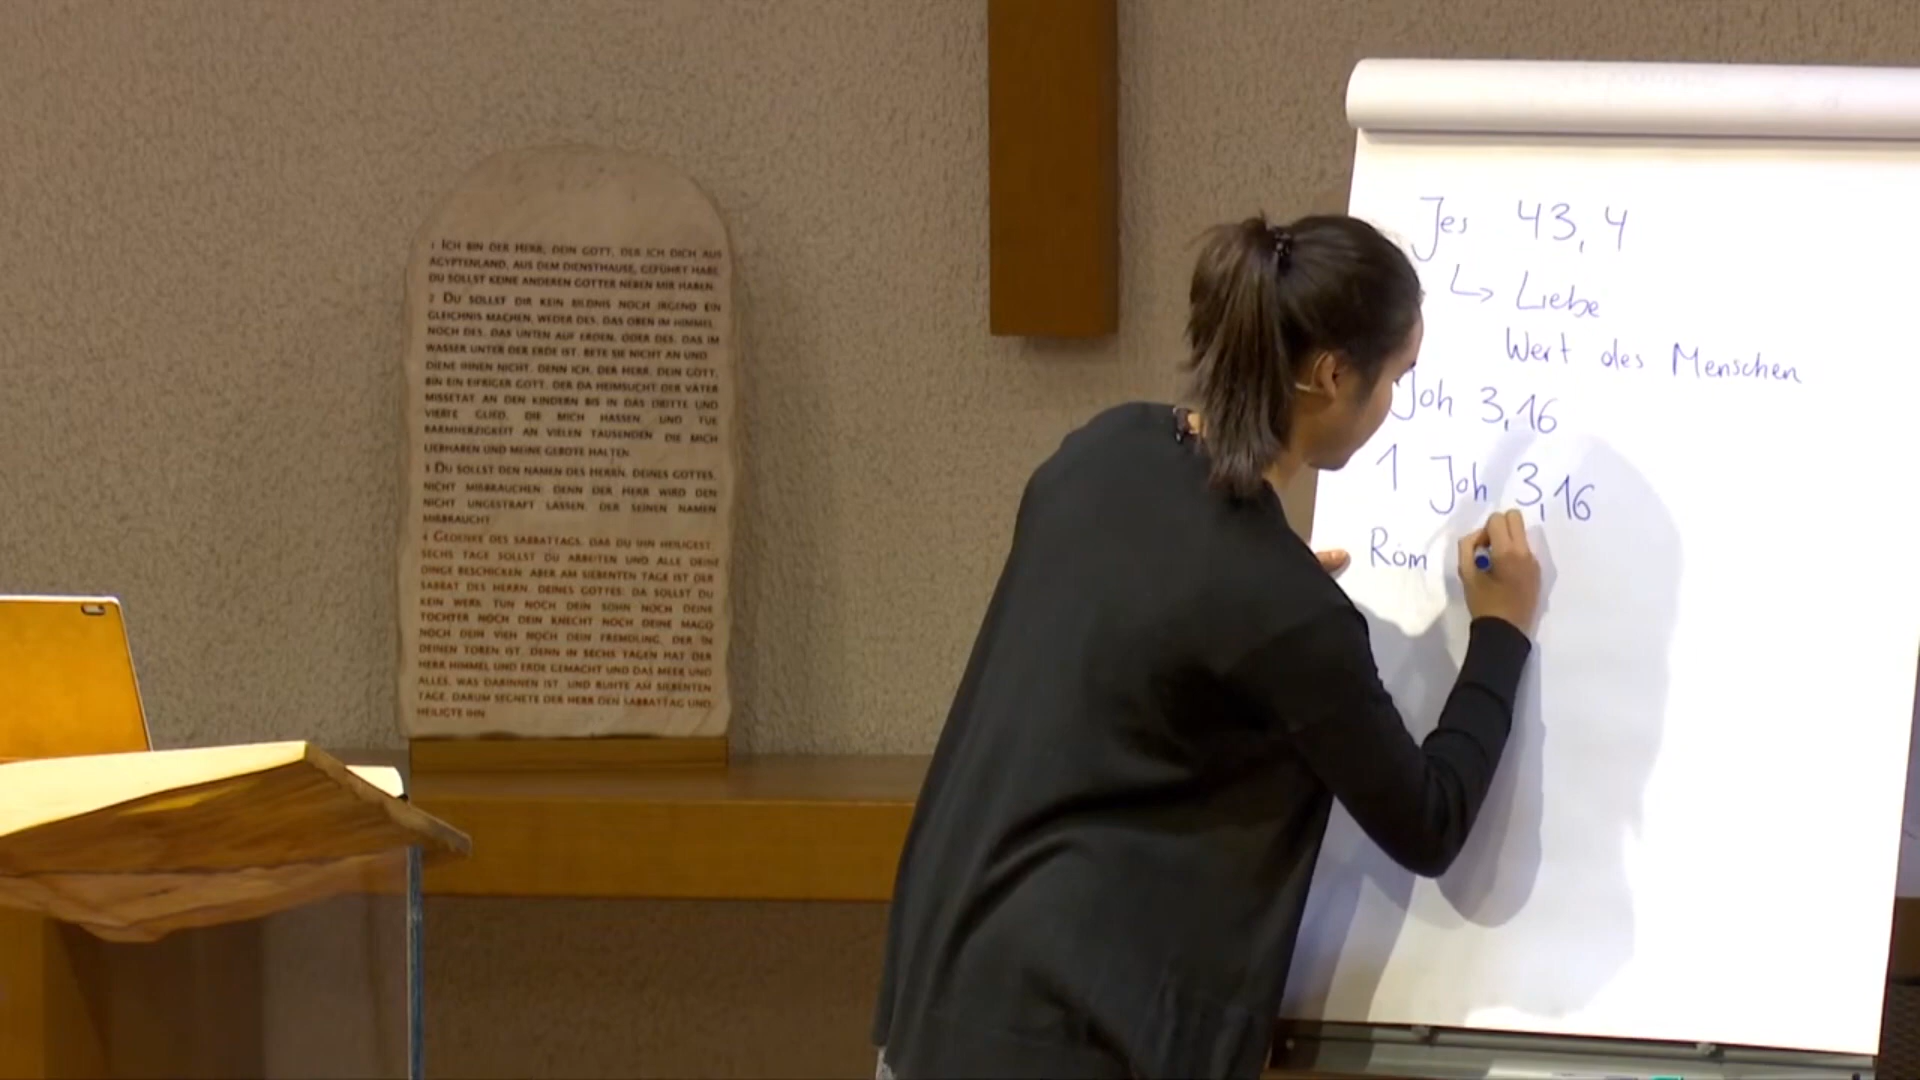 1 ICH BIN DER HERR, DEIN GOTT, DER ICH DICH AUS
ÄGYPTENLAND, AUS DEM DIENSTHAUSE, GEFÜHRT HABE.
DU SOLLST KEINE ANDEREN GÖTTER NEBEN MIR HABEN.
2 DU SOLLST DIR KEIN BILDNIS NOCH IRGEND EIN
GLEICHNIS MACHEN, WEDER DES, DAS OBEN IM HIMMEL,
NOCH DES, DAS UNTEN AUF ERDEN, ODER DES, DAS IM
WASSER UNTER DER ERDE IST. BETE SIE NICHT AN UND
DIENE IHNEN NICHT. DENN ICH, DER HERR, DEIN GOTT,
BIN EIN EIFRIGER GOTT, DER DA HEIMSUCHT DER VÄTER
MISSETAT AN DEN KINDERN BIS IN DAS DRITTE UND
VIERTE GLIED, DIE MICH HASSEN, UND TUE
BARMHERZIGKEIT AN VIELEN TAUSENDEN, DIE MICH
LIEBHABEN UND MEINE GEBOTE HALTEN.
3 DU SOLLST DEN NAMEN DES HERRN, DEINES GOTTES,
NICHT MIßBRAUCHEN; DENN DER HERR WIRD DEN
NICHT UNGESTRAFT LASSEN, DER SEINEN NAMEN
MIßBRAUCHT.
4 GEDENKE DES SABBATTAGS, DAß DU IHN HEILIGEST.
SECHS TAGE SOLLST DU ARBEITEN UND ALLE DEINE
DINGE BESCHICKEN. ABER AM SIEBENTEN TAGE IST DER
SABBAT DES HERRN, DEINES GOTTES; DA SOLLST DU
KEIN WERK TUN NOCH DEIN SOHN NOCH DEINE
TOCHTER NOCH DEIN KNECHT NOCH DEINE MAGD
NOCH DEIN VIEH NOCH DEIN FREMDLING, DER IN
DEINEN TOREN IST. DENN IN SECHS TAGEN HAT DER
HERR HIMMEL UND ERDE GEMACHT UND DAS MEER UND
ALLES, WAS DARINNEN IST, UND RUHTE AM SIEBENTEN
TAGE. DARUM SEGNETE DER HERR DEN SABBATTAG UND
HEILIGTE IHN.
Jes 43,4
↳ Liebe
Wert des Menschen
Joh 3,16
1 Joh 3,16
Röm